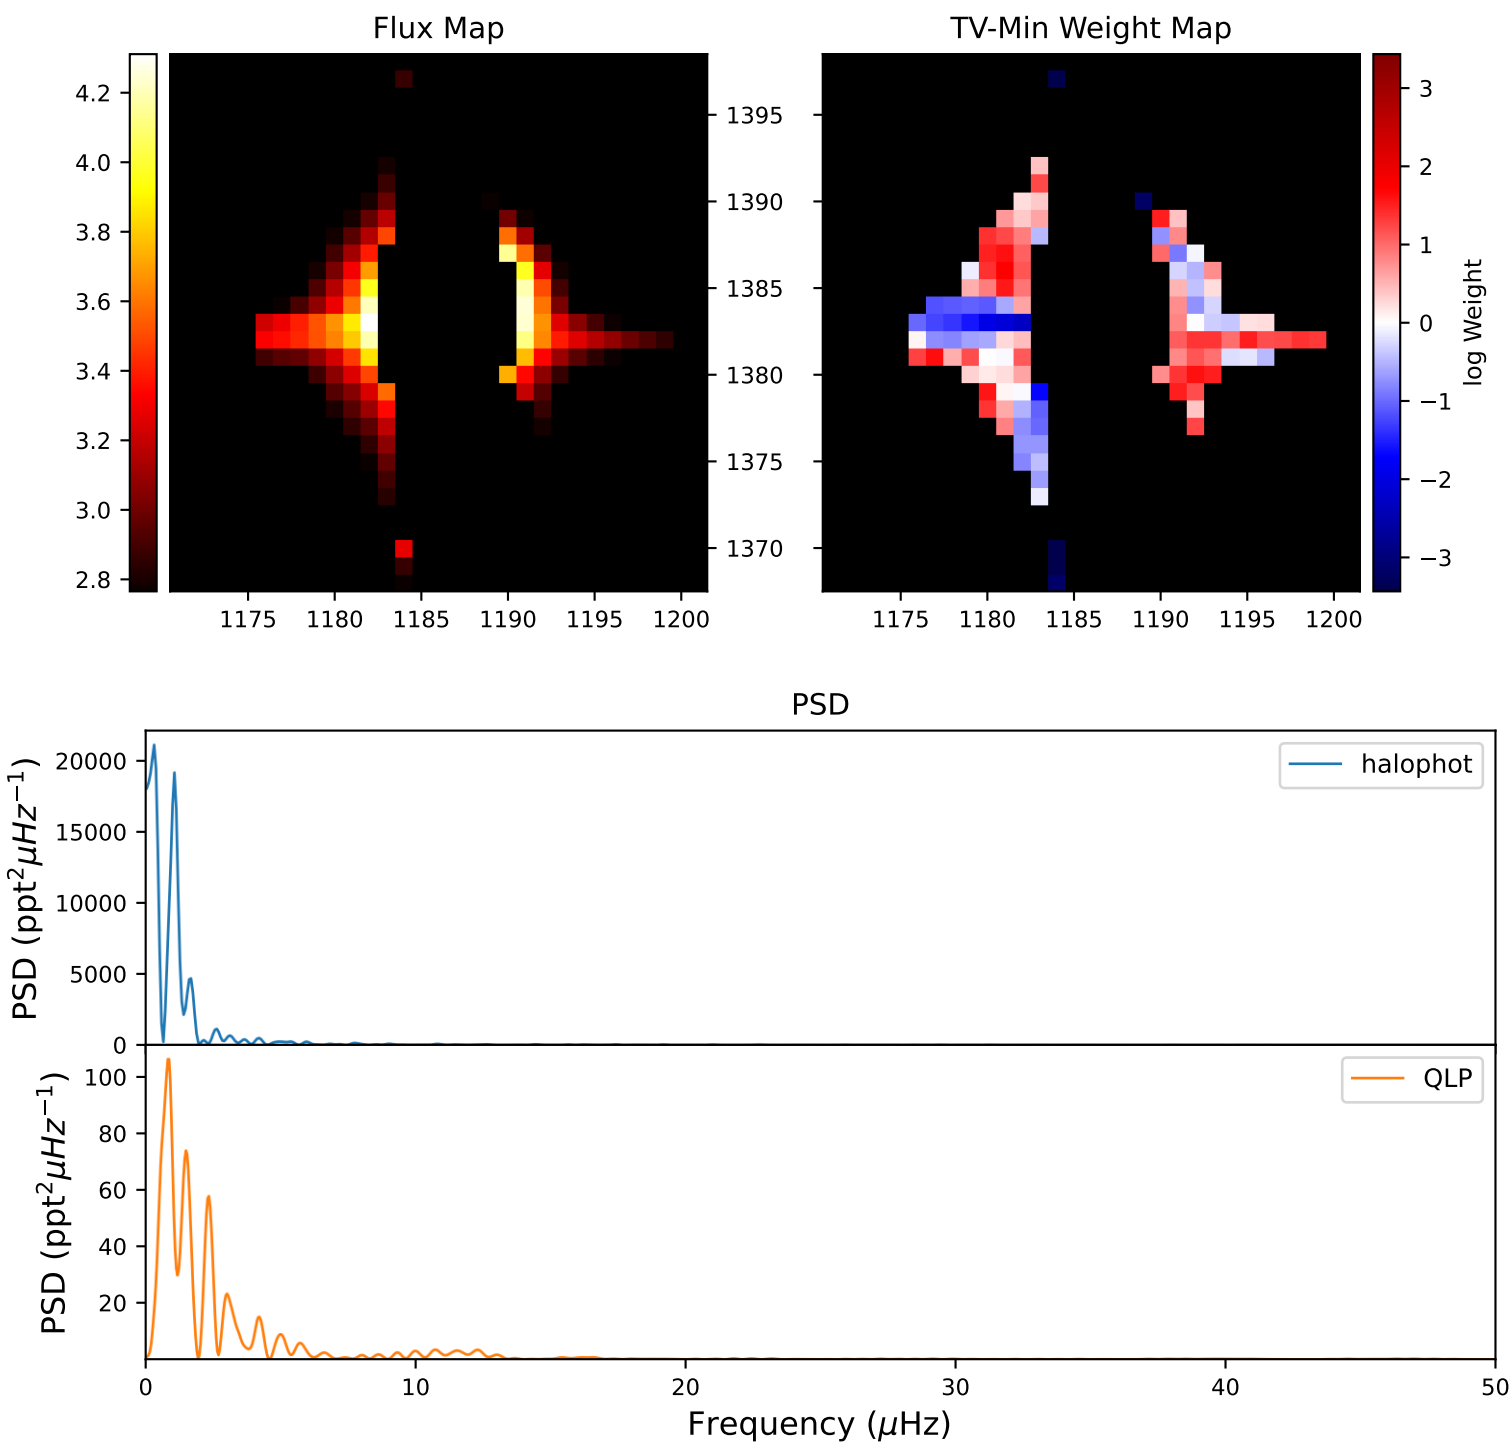 Flux Map
TV-Min Weight Map
4.2
4.0
3.8
3.6
3.4
3.2
3.0
2.8
1395
1390
1385
1380
1375
1370
3
2
1
0
−1
−2
−3
log Weight
1175 1180 1185 1190 1195 1200
1175 1180 1185 1190 1195 1200
PSD
PSD (ppt²μHz⁻¹)
20000
15000
10000
5000
0
halophot
PSD (ppt²μHz⁻¹)
100
80
60
40
20
QLP
0 10 20 30 40 50
Frequency (μHz)